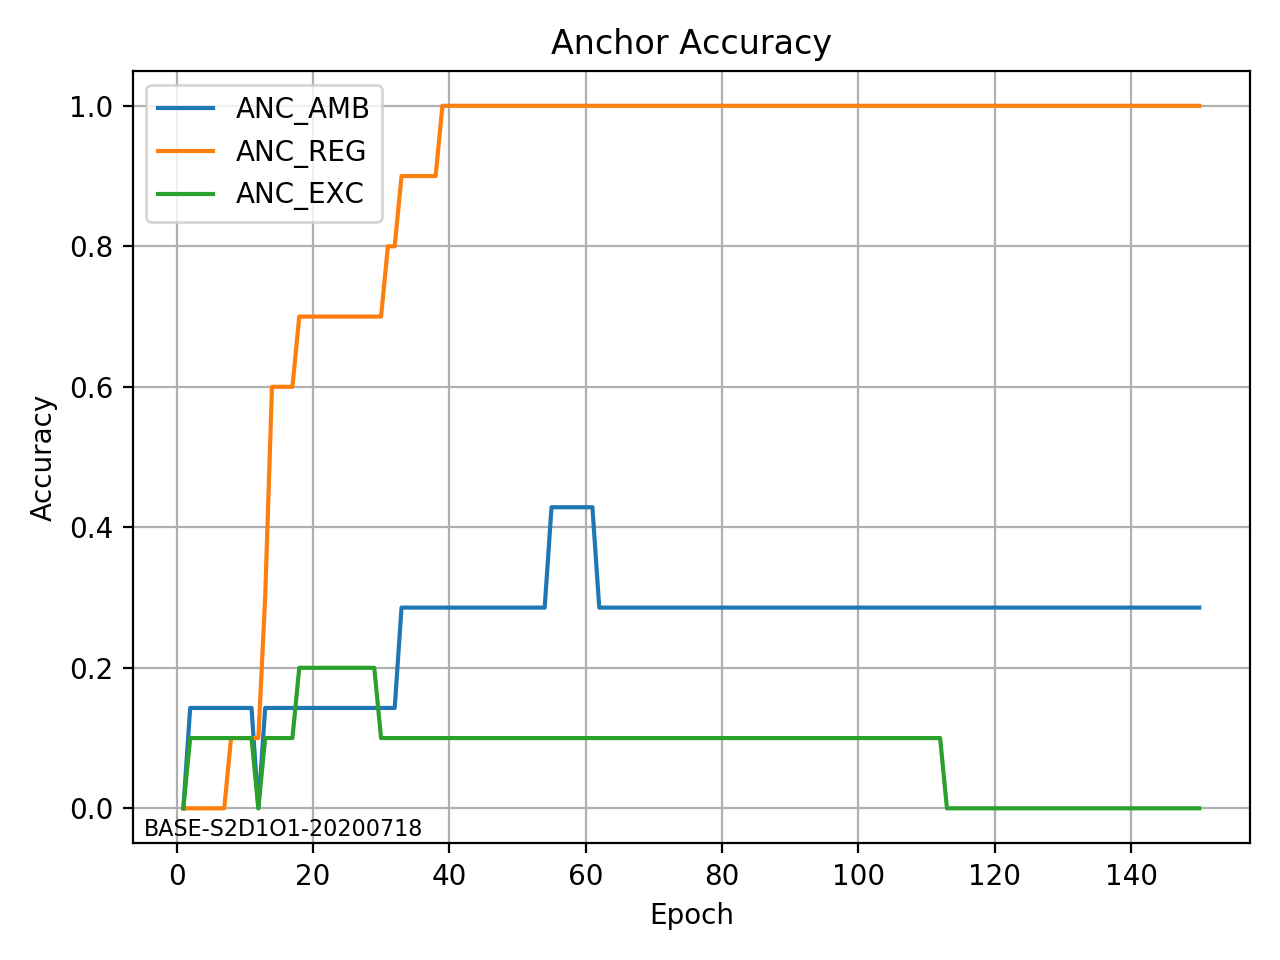 Anchor Accuracy
1.0
0.8
0.6
0.4
0.2
0.0
Accuracy
ANC_AMB
ANC_REG
ANC_EXC
BASE-S2D1O1-20200718
0 20 40 60 80 100 120 140
Epoch